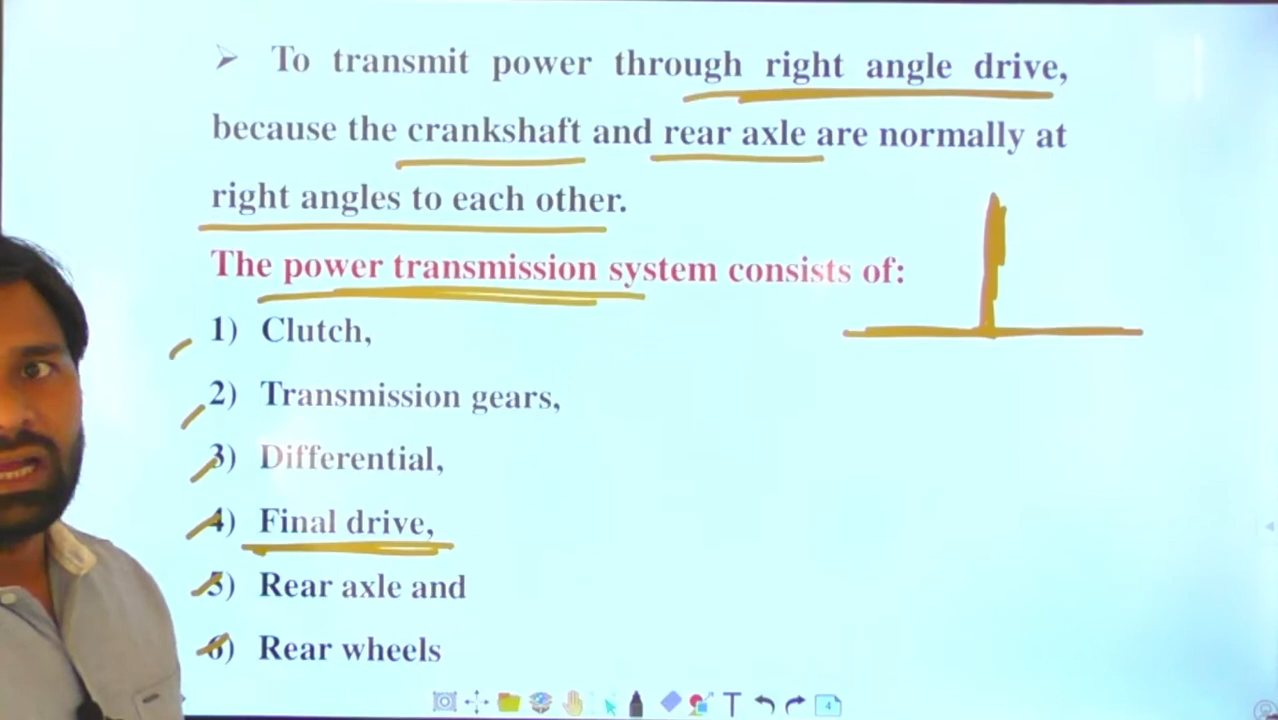 ➢ To transmit power through right angle drive,
because the crankshaft and rear axle are normally at
right angles to each other.
The power transmission system consists of:
1) Clutch,
2) Transmission gears,
3) Differential,
4) Final drive,
5) Rear axle and
6) Rear wheels
T
4